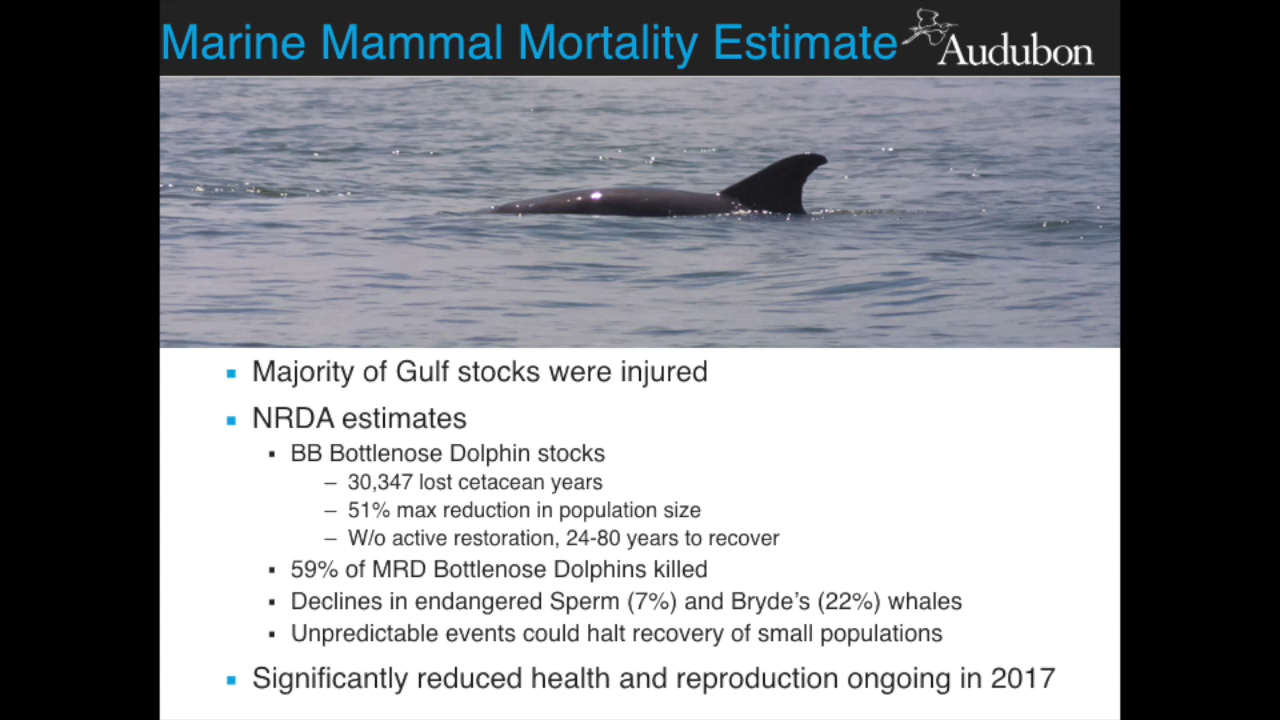 Marine Mammal Mortality Estimate
Audubon
Majority of Gulf stocks were injured
NRDA estimates
BB Bottlenose Dolphin stocks
– 30,347 lost cetacean years
– 51% max reduction in population size
– W/o active restoration, 24-80 years to recover
59% of MRD Bottlenose Dolphins killed
Declines in endangered Sperm (7%) and Bryde’s (22%) whales
Unpredictable events could halt recovery of small populations
Significantly reduced health and reproduction ongoing in 2017